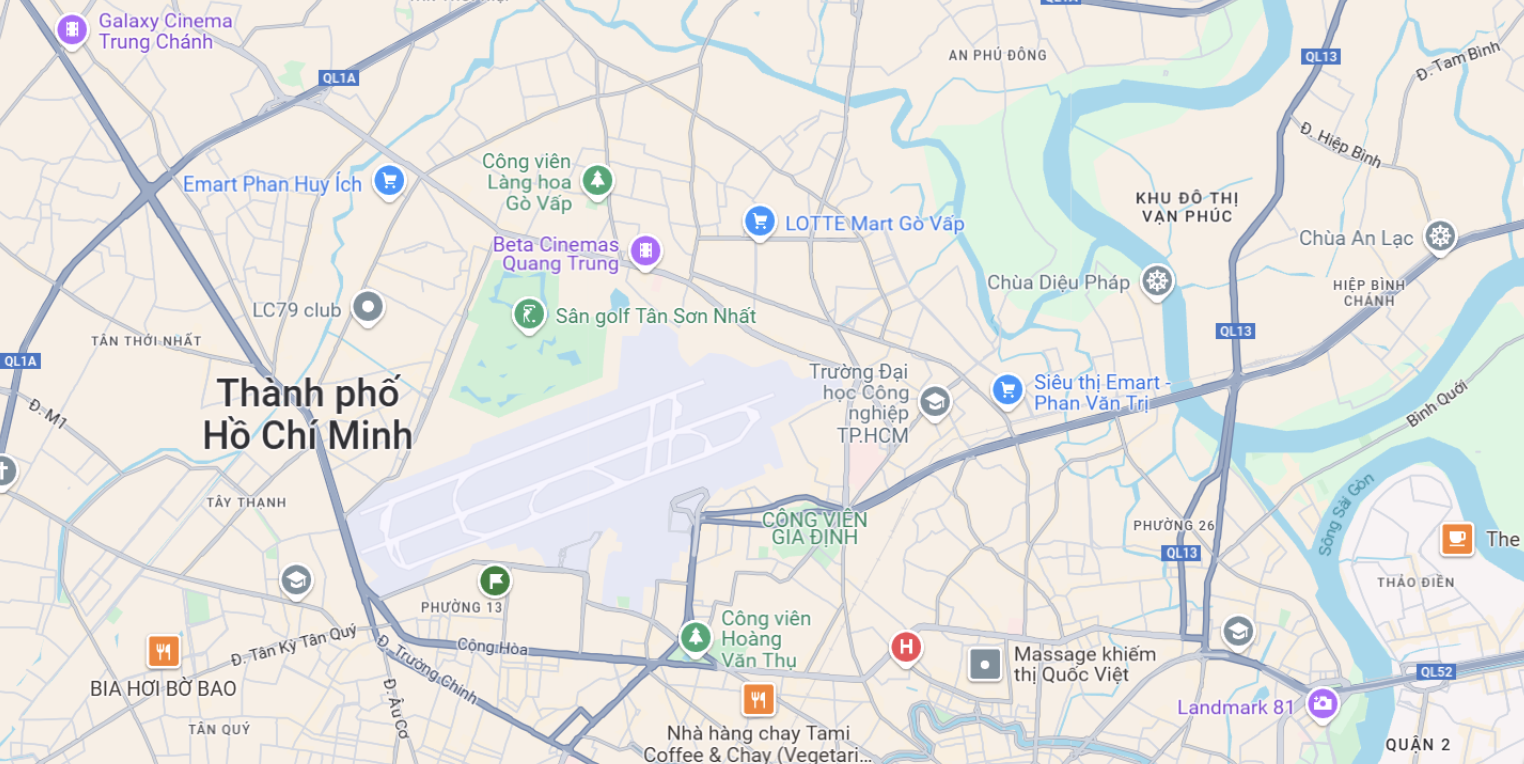 Galaxy Cinema
Trung Chánh
QL1A
QL13
Đ. Tam Bình
AN PHÚ ĐÔNG
Đ. Hiệp Bình
Công viên
Làng hoa
Gò Vấp
Emart Phan Huy Ích
KHU ĐÔ THỊ
VẠN PHÚC
LOTTE Mart Gò Vấp
Beta Cinemas
Quang Trung
Chùa An Lạc
Chùa Diệu Pháp
HIỆP BÌNH
CHÁNH
LC79 club
Sân golf Tân Sơn Nhất
QL13
TÂN THỚI NHẤT
QL1A
Trường Đại
học Công
nghiệp
TP.HCM
Siêu thị Emart -
Phan Văn Trị
Thành phố
Hồ Chí Minh
Bình Quới
Đ. M1
TÂY THẠNH
Sông Sài Gòn
CÔNG VIÊN
GIA ĐỊNH
PHƯỜNG 26
The
QL13
THẢO ĐIỀN
PHƯỜNG 13
Công viên
Hoàng
Văn Thụ
Đ. Tân Kỳ Tân Quý
Cộng Hòa
Đ. Trường Chinh
Massage khiếm
thị Quốc Việt
QL52
BIA HƠI BỜ BAO
Đ. Âu Cơ
Landmark 81
TÂN QUÝ
Nhà hàng chay Tami
Coffee & Chay (Vegetari...
QUẬN 2